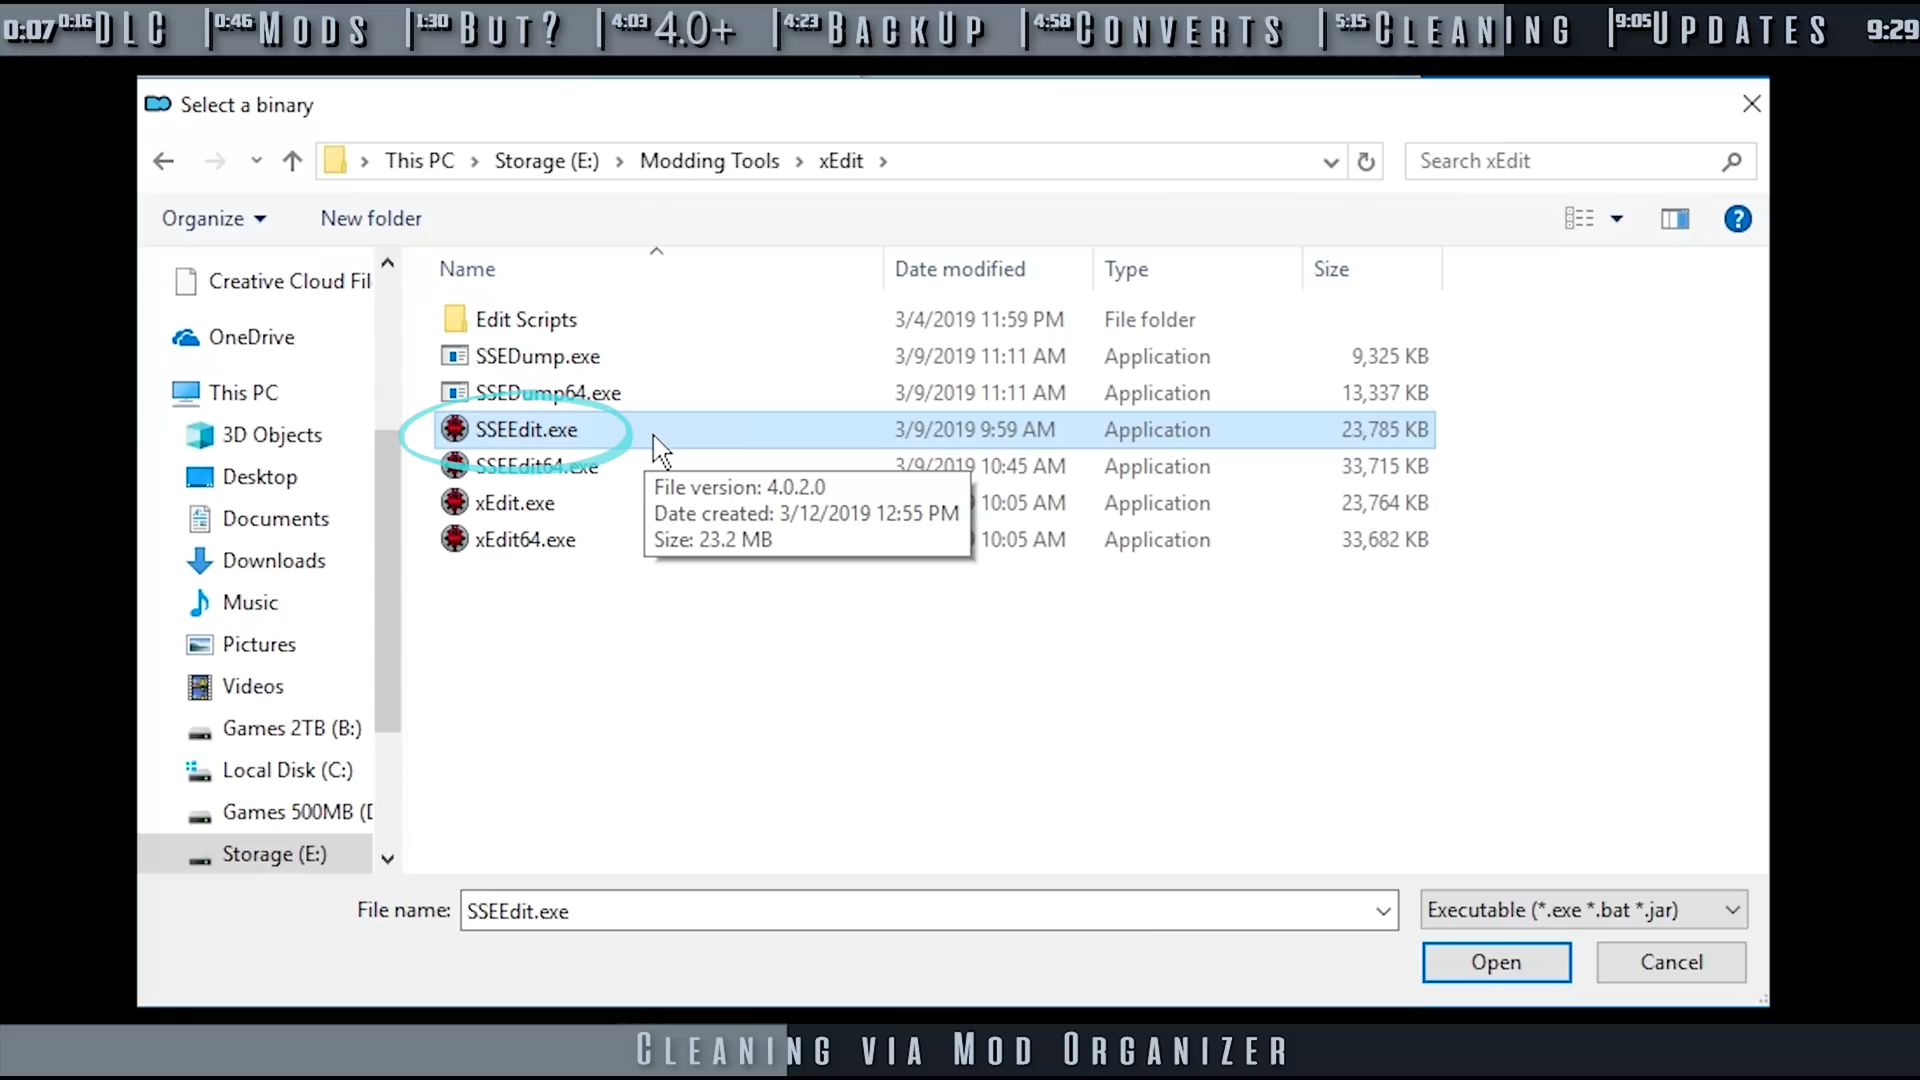 0:07 0:16 DLC 0:46 MODS 1:30 BUT? 4:03 4.0+ 4:23 BACKUP 4:58 CONVERTS 5:15 CLEANING 9:05 UPDATES 9:29
Select a binary
This PC Storage (E:) Modding Tools xEdit Search xEdit
Organize New folder
Name Date modified Type Size
Creative Cloud Fil
OneDrive
This PC
3D Objects
Desktop
Documents
Downloads
Music
Pictures
Videos
Games 2TB (B:)
Local Disk (C:)
Games 500MB (D
Storage (E:)
Edit Scripts 3/4/2019 11:59 PM File folder
SSEDump.exe 3/9/2019 11:11 AM Application 9,325 KB
SSEDump64.exe 3/9/2019 11:11 AM Application 13,337 KB
SSEEdit.exe 3/9/2019 9:59 AM Application 23,785 KB
SSEEdit64.exe 3/9/2019 10:45 AM Application 33,715 KB
xEdit.exe 10:05 AM Application 23,764 KB
xEdit64.exe 10:05 AM Application 33,682 KB
File version: 4.0.2.0
Date created: 3/12/2019 12:55 PM
Size: 23.2 MB
File name: SSEEdit.exe Executable (*.exe *.bat *.jar)
Open Cancel
CLEANING VIA MOD ORGANIZER